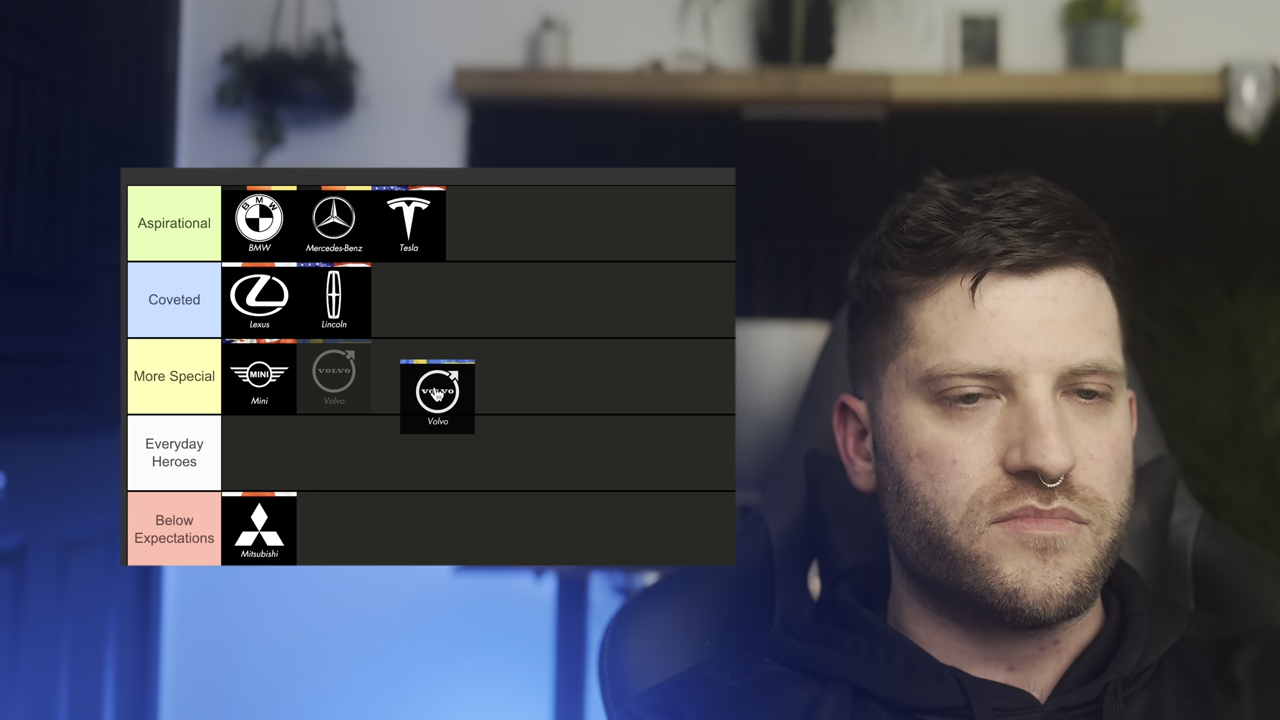 Aspirational
BMW
BMW
Mercedes-Benz
Tesla
Coveted
Lexus
Lincoln
More Special
MINI
Mini
VOLVO
Volvo
VOLVO
Volvo
Everyday
Heroes
Below
Expectations
Mitsubishi